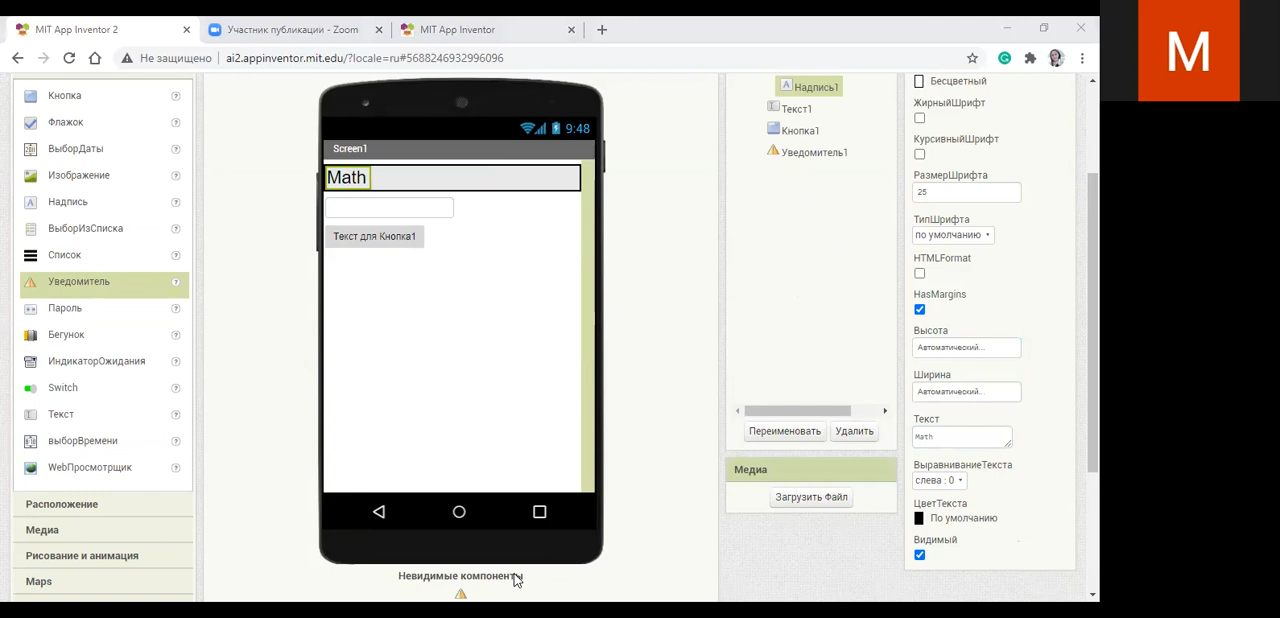 MIT App Inventor 2
Участник публикации - Zoom
MIT App Inventor
Не защищено
ai2.appinventor.mit.edu/?locale=ru#5688246932996096
M
Кнопка
Флажок
ВыборДаты
Изображение
Надпись
ВыборИзСписка
Список
Уведомитель
Пароль
Бегунок
ИндикаторОжидания
Switch
Текст
выборВремени
WebПросмотрщик
Расположение
Медиа
Рисование и анимация
Maps
9:48
Screen1
Math
Текст для Кнопка1
Невидимые компоненты
Надпись1
Текст1
Кнопка1
Уведомитель1
Переименовать
Удалить
Медиа
Загрузить Файл
Бесцветный
ЖирныйШрифт
КурсивныйШрифт
РазмерШрифта
25
ТипШрифта
по умолчанию
HTMLFormat
HasMargins
Высота
Автоматический...
Ширина
Автоматический...
Текст
Math
ВыравниваниеТекста
слева : 0
ЦветТекста
По умолчанию
Видимый